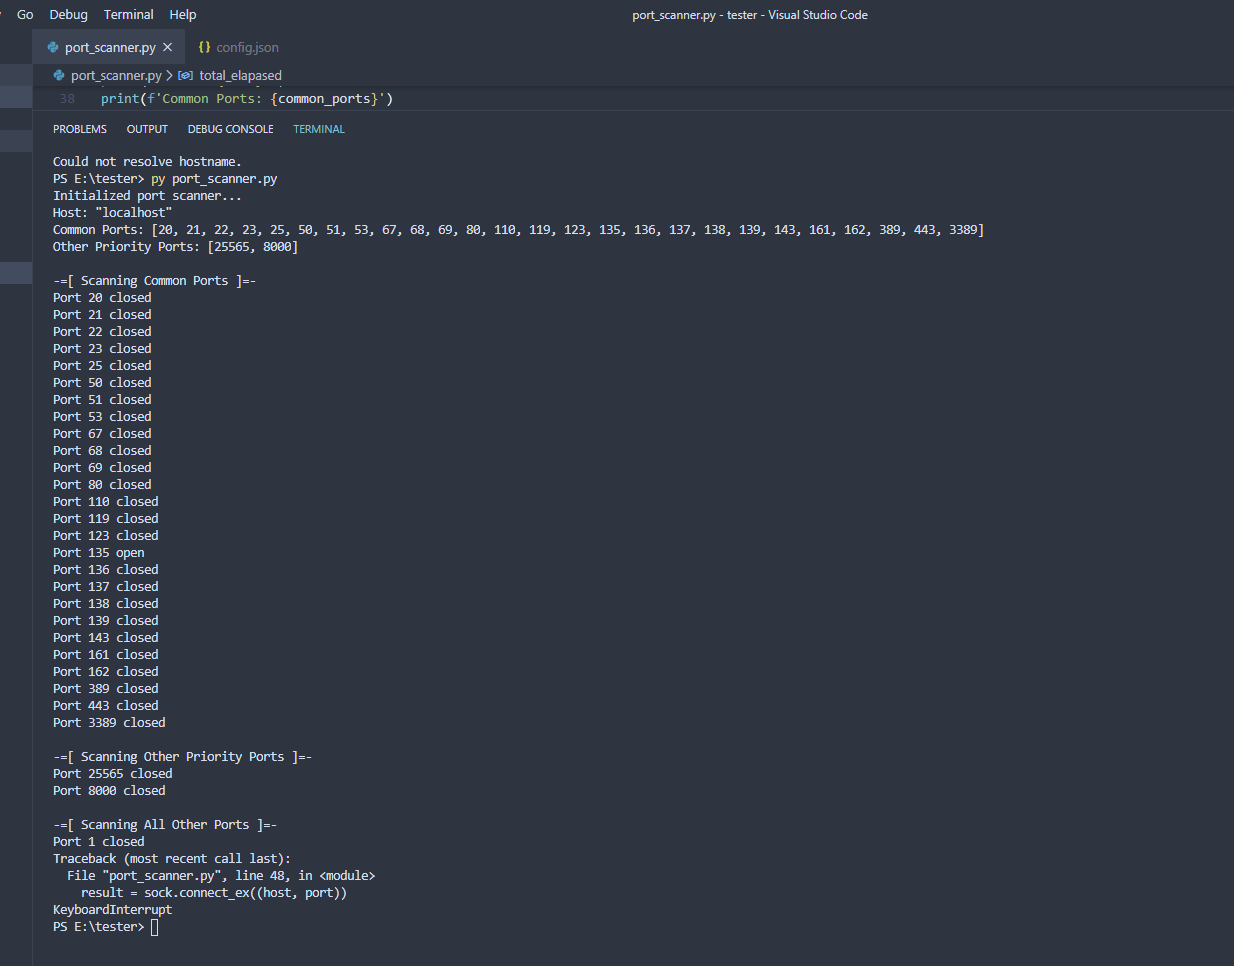 Go Debug Terminal Help port_scanner.py - tester - Visual Studio Code
port_scanner.py × {} config.json
port_scanner.py > total_elapased
38 print(f'Common Ports: {common_ports}')
PROBLEMS OUTPUT DEBUG CONSOLE TERMINAL
Could not resolve hostname.
PS E:\tester> py port_scanner.py
Initialized port scanner...
Host: "localhost"
Common Ports: [20, 21, 22, 23, 25, 50, 51, 53, 67, 68, 69, 80, 110, 119, 123, 135, 136, 137, 138, 139, 143, 161, 162, 389, 443, 3389]
Other Priority Ports: [25565, 8000]
-=[ Scanning Common Ports ]=-
Port 20 closed
Port 21 closed
Port 22 closed
Port 23 closed
Port 25 closed
Port 50 closed
Port 51 closed
Port 53 closed
Port 67 closed
Port 68 closed
Port 69 closed
Port 80 closed
Port 110 closed
Port 119 closed
Port 123 closed
Port 135 open
Port 136 closed
Port 137 closed
Port 138 closed
Port 139 closed
Port 143 closed
Port 161 closed
Port 162 closed
Port 389 closed
Port 443 closed
Port 3389 closed
-=[ Scanning Other Priority Ports ]=-
Port 25565 closed
Port 8000 closed
-=[ Scanning All Other Ports ]=-
Port 1 closed
Traceback (most recent call last):
  File "port_scanner.py", line 48, in <module>
    result = sock.connect_ex((host, port))
KeyboardInterrupt
PS E:\tester>